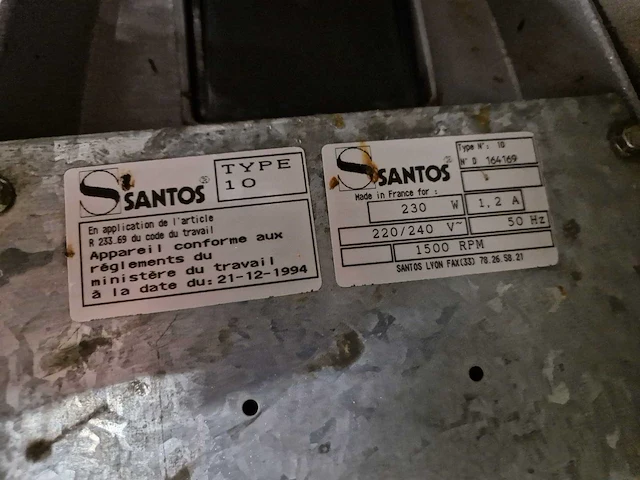 SANTOS®
TYPE
10
En application de l'article
R 233.69 du code du travail
Appareil conforme aux
réglements du
ministère du travail
à la date du: 21-12-1994
SANTOS®
Type N°: 10
N° D 164169
Made in France for :
230 W
1,2 A
220/240 V~
50 Hz
1500 RPM
SANTOS LYON FAX(33) 78.26.58.21